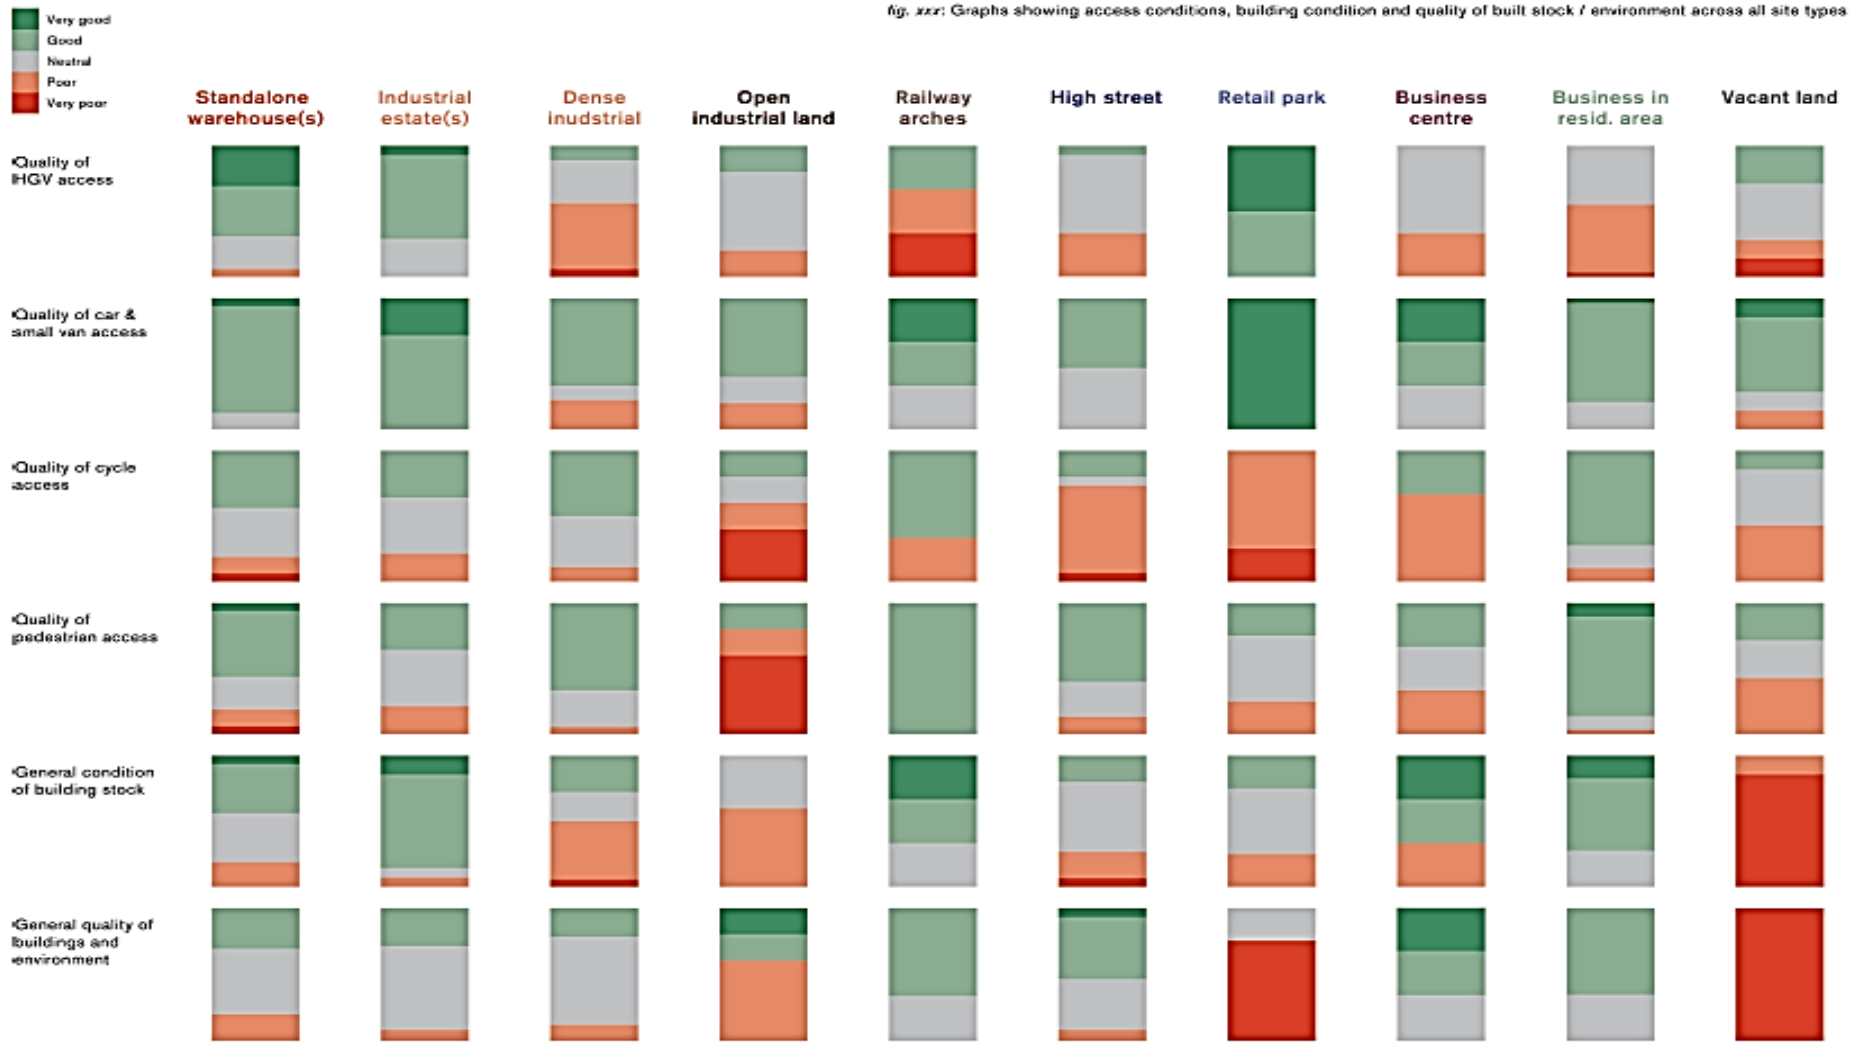 Very good
Good
Neutral
Poor
Very poor
fig. xxx: Graphs showing access conditions, building condition and quality of built stock / environment across all site types
Standalone
warehouse(s)
Industrial
estate(s)
Dense
inudstrial
Open
industrial land
Railway
arches
High street
Retail park
Business
centre
Business in
resid. area
Vacant land
Quality of
HGV access
Quality of car &
small van access
Quality of cycle
access
Quality of
pedestrian access
General condition
of building stock
General quality of
buildings and
environment